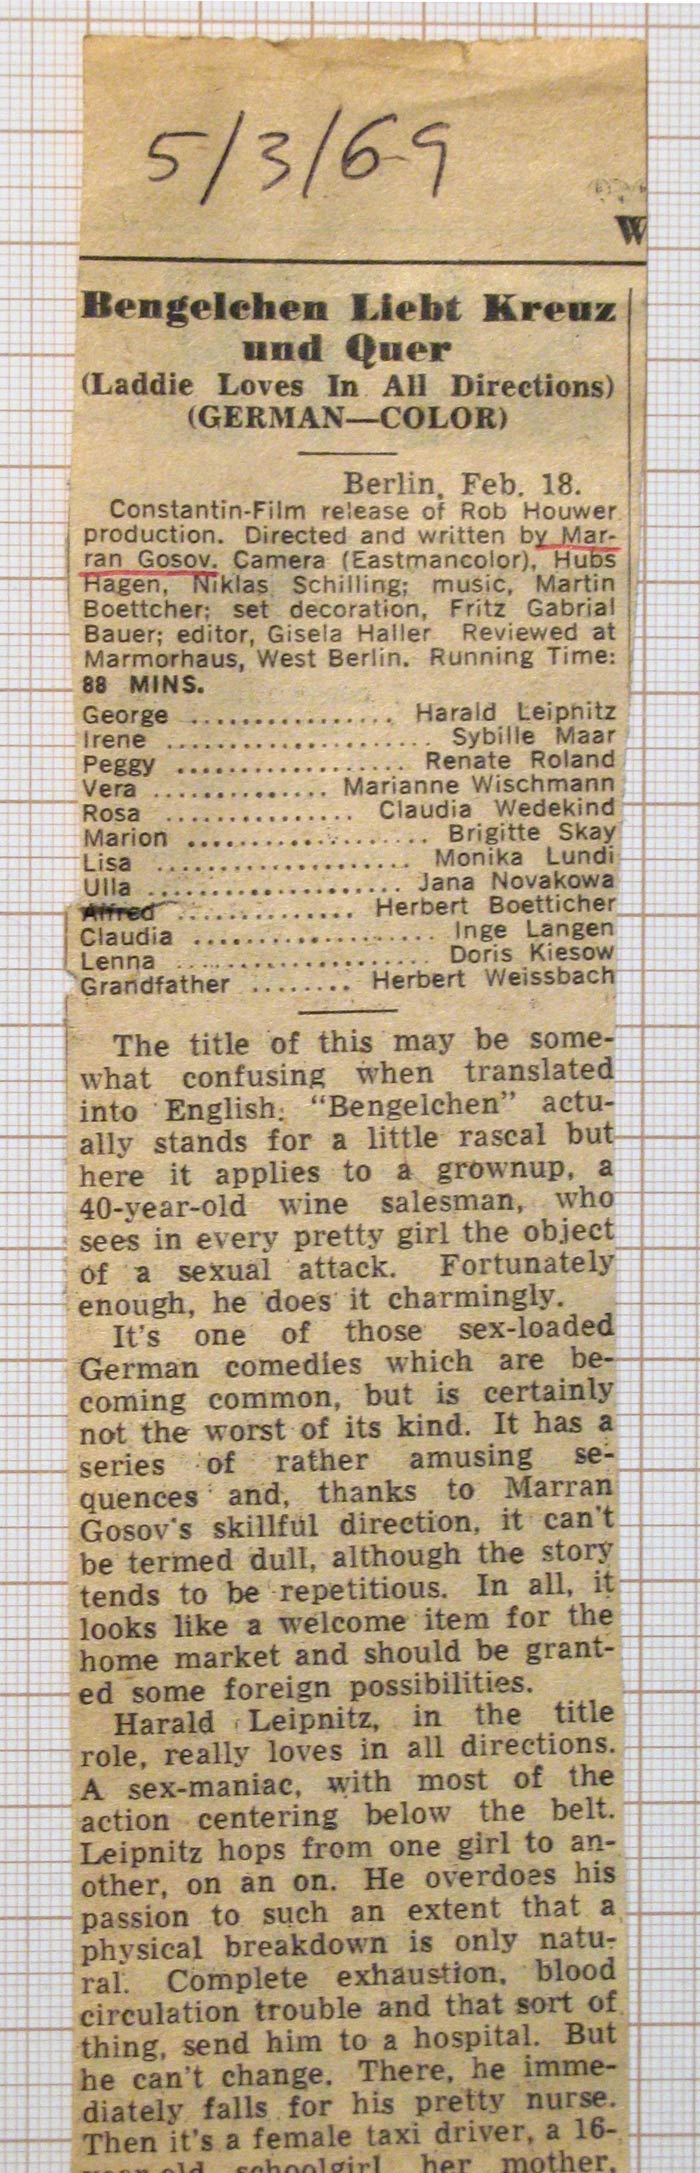 5/3/69
W
Bengelchen Liebt Kreuz
und Quer
(Laddie Loves In All Directions)
(GERMAN—COLOR)
Berlin, Feb. 18.
Constantin-Film release of Rob Houwer
production. Directed and written by Mar-
ran Gosov. Camera (Eastmancolor), Hubs
Hagen, Niklas Schilling; music, Martin
Boettcher; set decoration, Fritz Gabrial
Bauer; editor, Gisela Haller Reviewed at
Marmorhaus, West Berlin. Running Time:
88 MINS.
George ................ Harald Leipnitz
Irene ...................... Sybille Maar
Peggy ................... Renate Roland
Vera .............. Marianne Wischmann
Rosa ................ Claudia Wedekind
Marion .................... Brigitte Skay
Lisa ..................... Monika Lundi
Ulla ..................... Jana Novakowa
Alfred .............. Herbert Boetticher
Claudia .................... Inge Langen
Lenna ..................... Doris Kiesow
Grandfather ........ Herbert Weissbach
The title of this may be some-
what confusing when translated
into English. "Bengelchen" actu-
ally stands for a little rascal but
here it applies to a grownup, a
40-year-old wine salesman, who
sees in every pretty girl the object
of a sexual attack. Fortunately
enough, he does it charmingly.
It's one of those sex-loaded
German comedies which are be-
coming common, but is certainly
not the worst of its kind. It has a
series of rather amusing se-
quences and, thanks to Marran
Gosov's skillful direction, it can't
be termed dull, although the story
tends to be repetitious. In all, it
looks like a welcome item for the
home market and should be grant-
ed some foreign possibilities.
Harald Leipnitz, in the title
role, really loves in all directions.
A sex-maniac, with most of the
action centering below the belt.
Leipnitz hops from one girl to an-
other, on an on. He overdoes his
passion to such an extent that a
physical breakdown is only natu-
ral. Complete exhaustion, blood
circulation trouble and that sort of
thing, send him to a hospital. But
he can't change. There, he imme-
diately falls for his pretty nurse.
Then it's a female taxi driver, a 16-
year-old schoolgirl her mother,